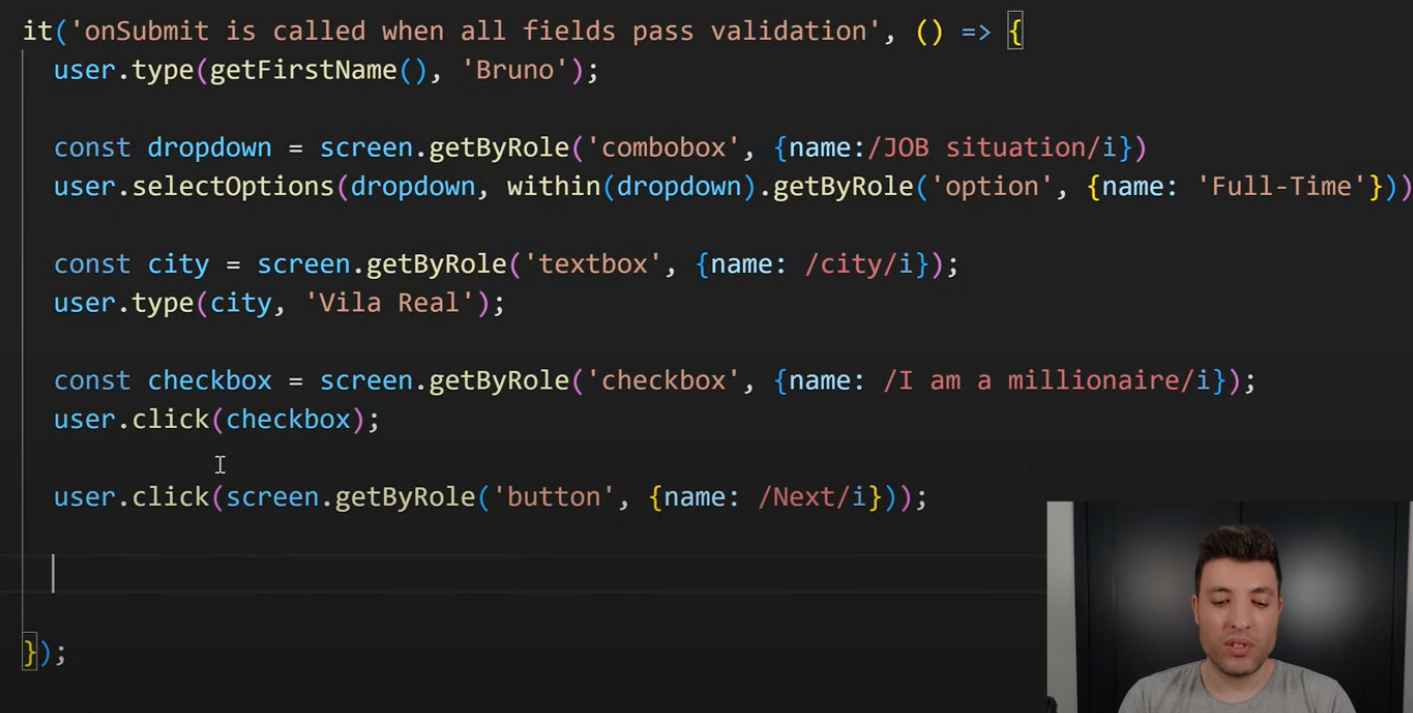 it('onSubmit is called when all fields pass validation', () => {
user.type(getFirstName(), 'Bruno');
const dropdown = screen.getByRole('combobox', {name:/JOB situation/i})
user.selectOptions(dropdown, within(dropdown).getByRole('option', {name: 'Full-Time'}))
const city = screen.getByRole('textbox', {name: /city/i});
user.type(city, 'Vila Real');
const checkbox = screen.getByRole('checkbox', {name: /I am a millionaire/i});
user.click(checkbox);
user.click(screen.getByRole('button', {name: /Next/i}));
});